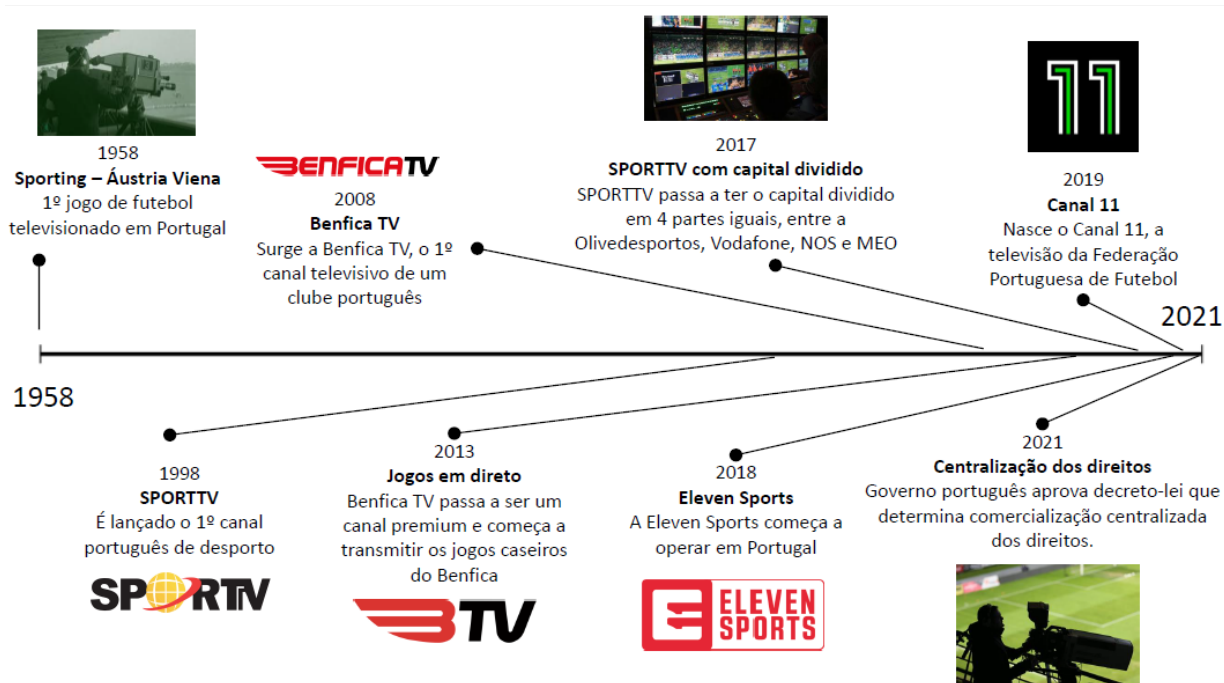 11
1958
Sporting – Áustria Viena
1º jogo de futebol
televisionado em Portugal
BENFICATV
2008
Benfica TV
Surge a Benfica TV, o 1º
canal televisivo de um
clube português
2017
SPORTTV com capital dividido
SPORTTV passa a ter o capital dividido
em 4 partes iguais, entre a
Olivedesportos, Vodafone, NOS e MEO
2019
Canal 11
Nasce o Canal 11, a
televisão da Federação
Portuguesa de Futebol
2021
1958
1998
SPORTTV
É lançado o 1º canal
português de desporto
SPORTTV
2013
Jogos em direto
Benfica TV passa a ser um
canal premium e começa a
transmitir os jogos caseiros
do Benfica
BTV
2018
Eleven Sports
A Eleven Sports começa a
operar em Portugal
ELEVEN
SPORTS
2021
Centralização dos direitos
Governo português aprova decreto-lei que
determina comercialização centralizada
dos direitos.